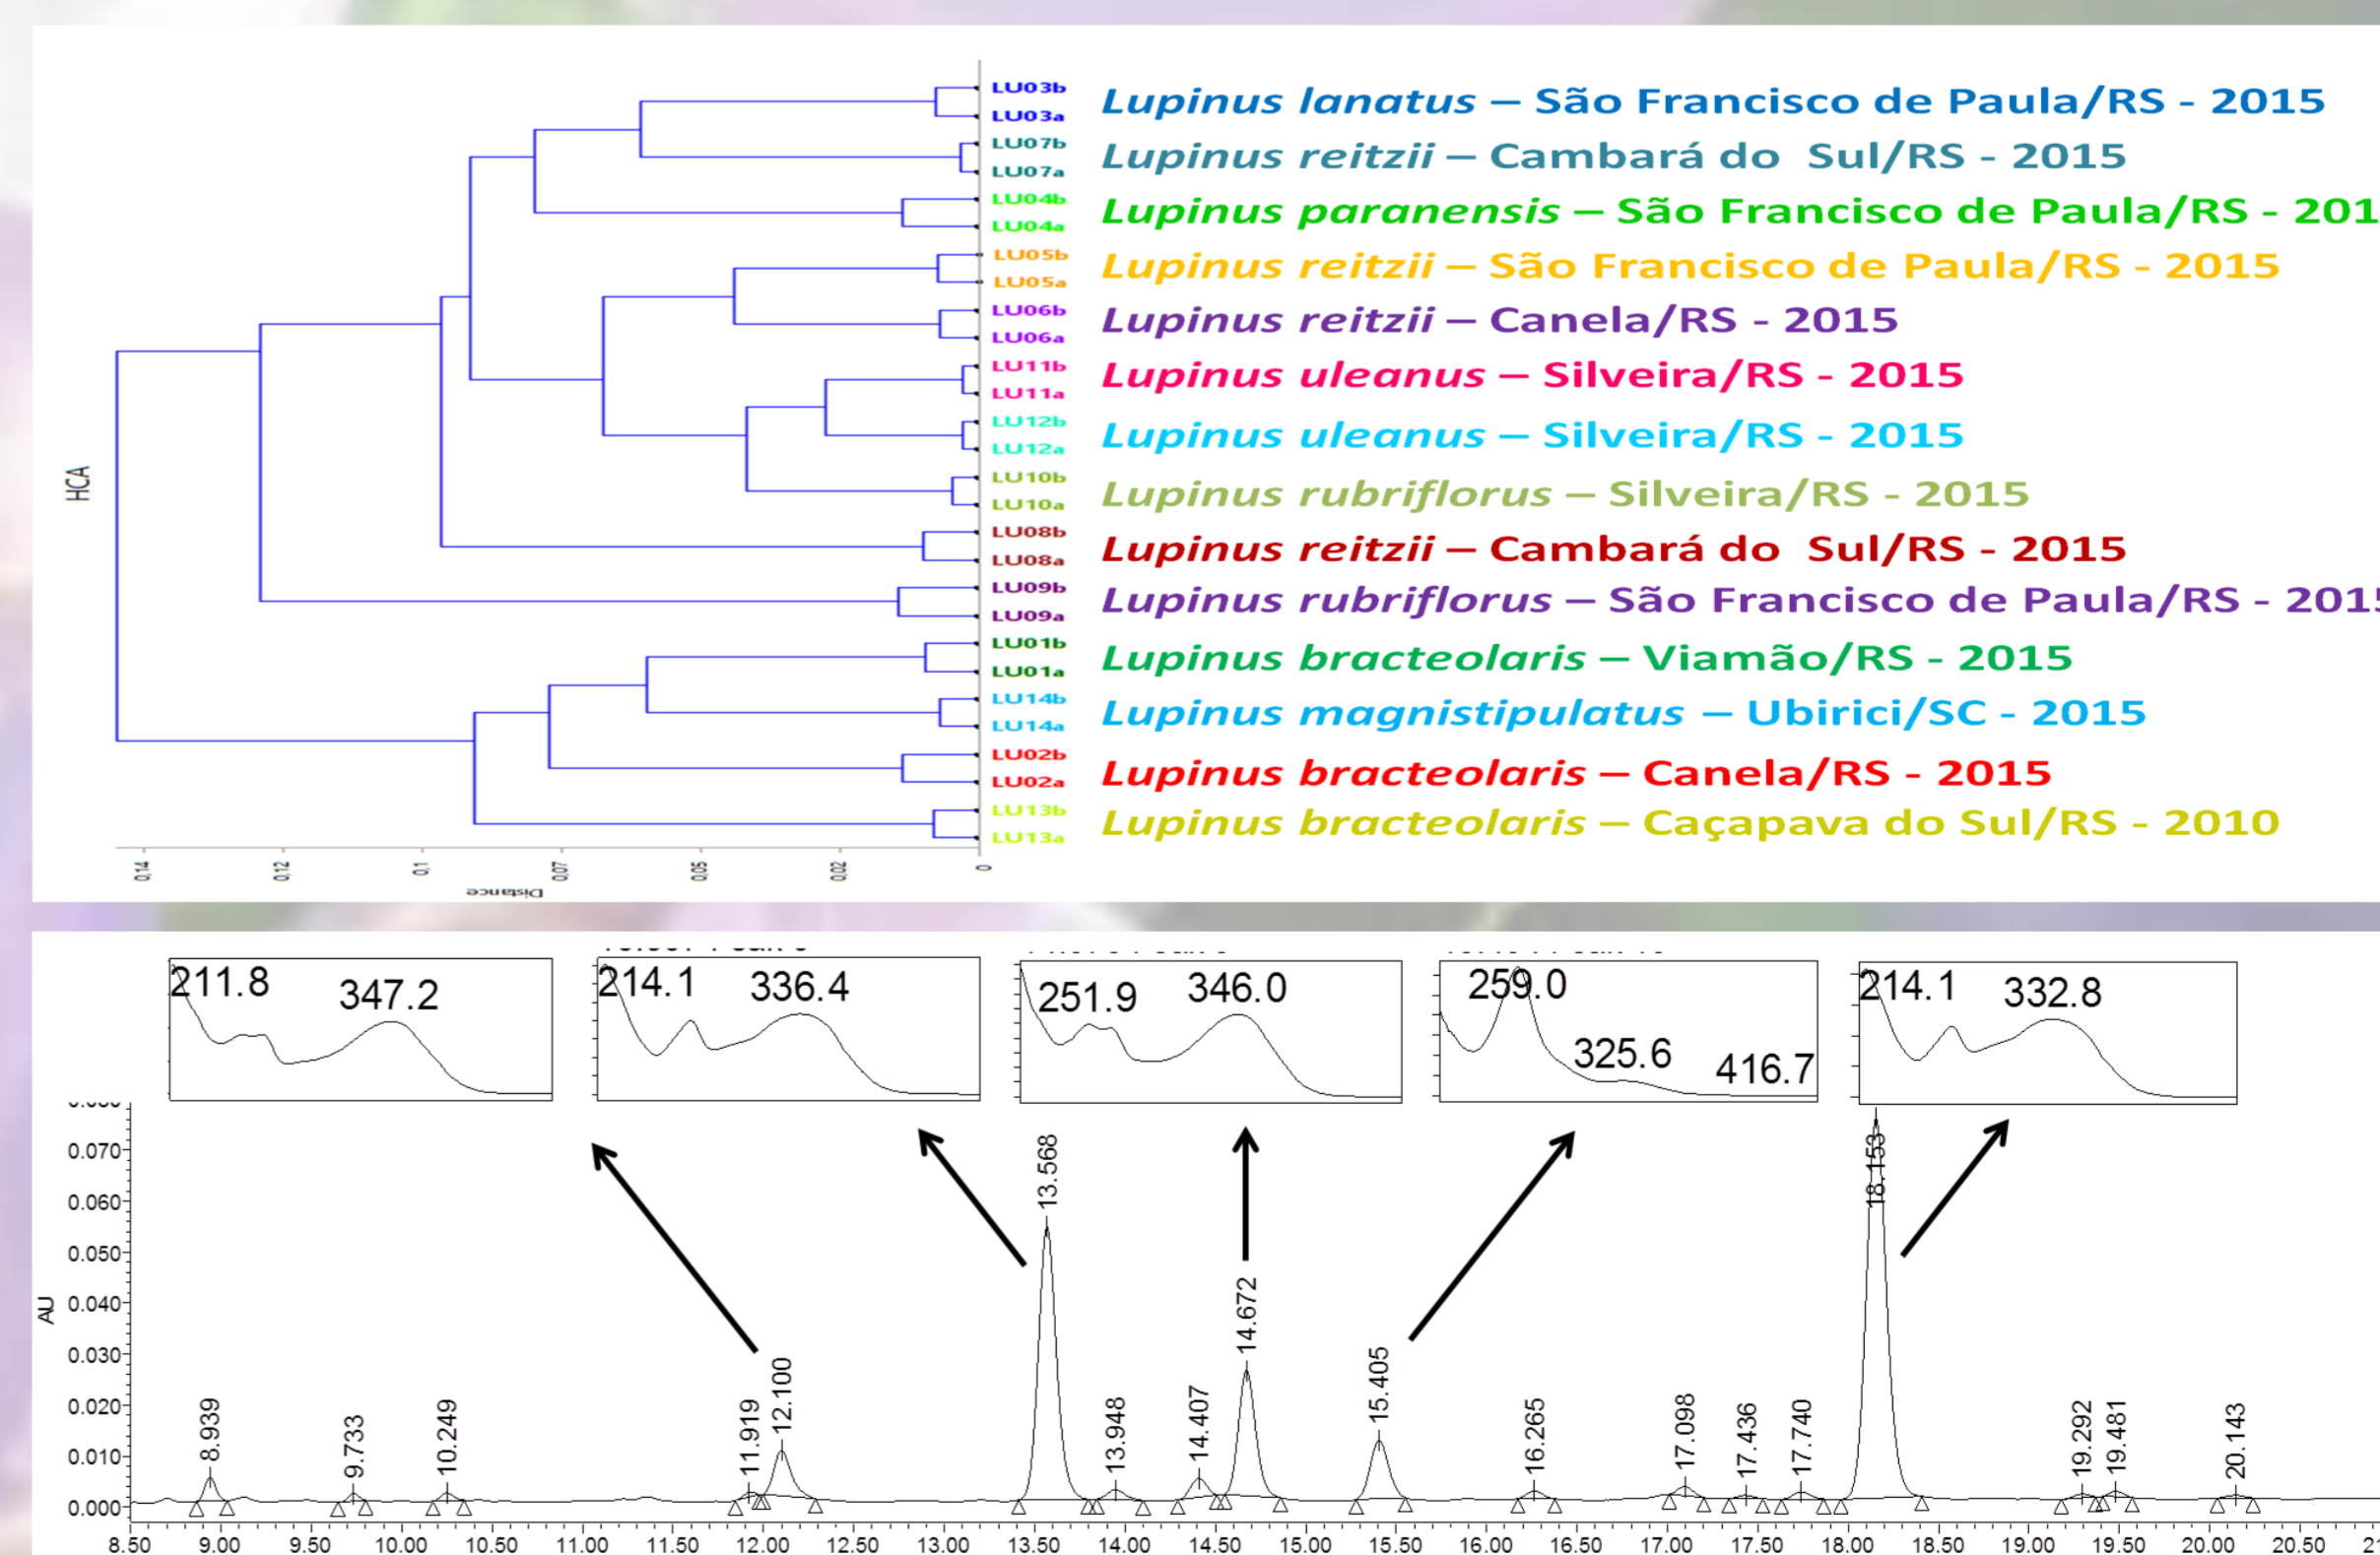 LU03b
LU03a
Lupinus lanatus – São Francisco de Paula/RS - 2015
LU07b
LU07a
Lupinus reitzii – Cambará do Sul/RS - 2015
LU04b
LU04a
Lupinus paranensis – São Francisco de Paula/RS - 201
LU05b
LU05a
Lupinus reitzii – São Francisco de Paula/RS - 2015
LU06b
LU06a
Lupinus reitzii – Canela/RS - 2015
LU11b
LU11a
Lupinus uleanus – Silveira/RS - 2015
LU12b
LU12a
Lupinus uleanus – Silveira/RS - 2015
LU10b
LU10a
Lupinus rubriflorus – Silveira/RS - 2015
LU08b
LU08a
Lupinus reitzii – Cambará do Sul/RS - 2015
LU09b
LU09a
Lupinus rubriflorus – São Francisco de Paula/RS - 2015
LU01b
LU01a
Lupinus bracteolaris – Viamão/RS - 2015
LU14b
LU14a
Lupinus magnistipulatus – Ubirici/SC - 2015
LU02b
LU02a
Lupinus bracteolaris – Canela/RS - 2015
LU13b
LU13a
Lupinus bracteolaris – Caçapava do Sul/RS - 2010
HCA
0,14 0,12 0,1 0,07 0,05 0,02 0
Distance
211.8 347.2
214.1 336.4
251.9 346.0
259.0 325.6 416.7
214.1 332.8
AU
0.070
0.060
0.050
0.040
0.030
0.020
0.010
0.000
8.939
9.733
10.249
11.919
12.100
13.568
13.948
14.407
14.672
15.405
16.265
17.098
17.436
17.740
18.153
19.292
19.481
20.143
8.50 9.00 9.50 10.00 10.50 11.00 11.50 12.00 12.50 13.00 13.50 14.00 14.50 15.00 15.50 16.00 16.50 17.00 17.50 18.00 18.50 19.00 19.50 20.00 20.50